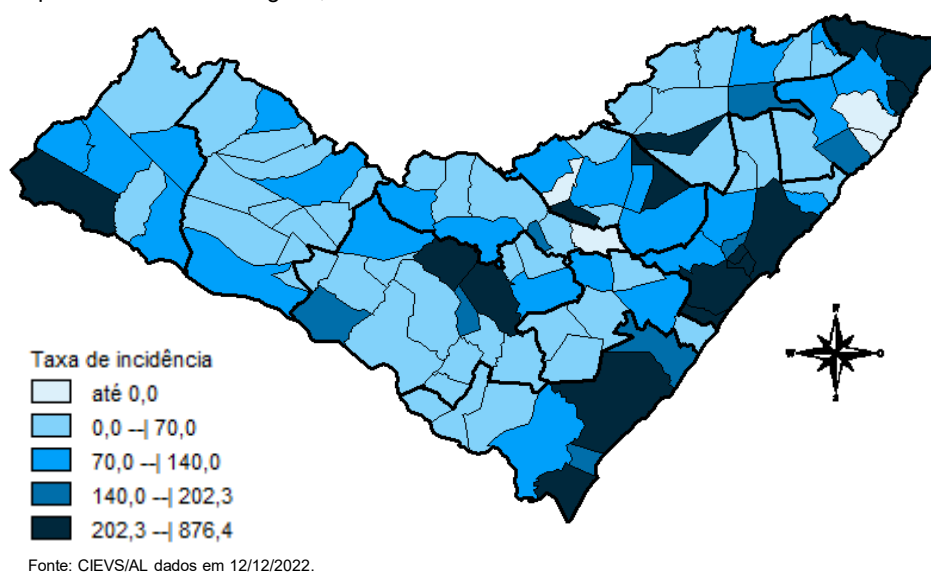 Taxa de incidência
até 0,0
0,0 --| 70,0
70,0 --| 140,0
140,0 --| 202,3
202,3 --| 876,4
Fonte: CIEVS/AL dados em 12/12/2022.